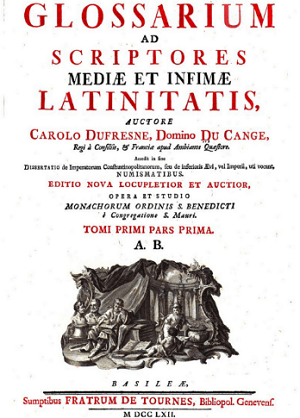 GLOSSARIUM
AD
SCRIPTORES
MEDIÆ ET INFIMÆ
LATINITATIS,
AUCTORE
CAROLO DUFRESNE, Domino DU CANGE,
Regi à Consiliis, & Franciæ apud Ambianos Quæstore.
Accedit in fine
DISSERTATIO de Imperatorum Constantinopolitanorum, seu de inferioris Ævi, vel Imperii, uti vocant,
NUMISMATIBUS.
EDITIO NOVA LOCUPLETIOR ET AUCTIOR,
OPERA ET STUDIO
MONACHORUM ORDINIS S. BENEDICTI
è Congregatione S. Mauri.
TOMI PRIMI PARS PRIMA.
A. B.
BASILEÆ,
Sumptibus FRATRUM DE TOURNES, Bibliopol. Genevens.
M DCC LXII.